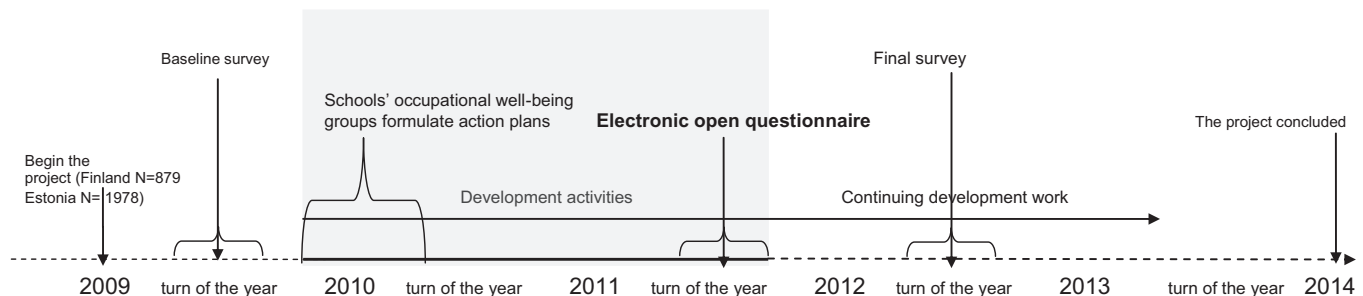 Baseline survey
Final survey
Schools’ occupational well-being
groups formulate action plans
Electronic open questionnaire
The project concluded
Begin the
project (Finland N=879
Estonia N= 1978)
Development activities
Continuing development work
2009 turn of the year 2010 turn of the year 2011 turn of the year 2012 turn of the year 2013 turn of the year 2014